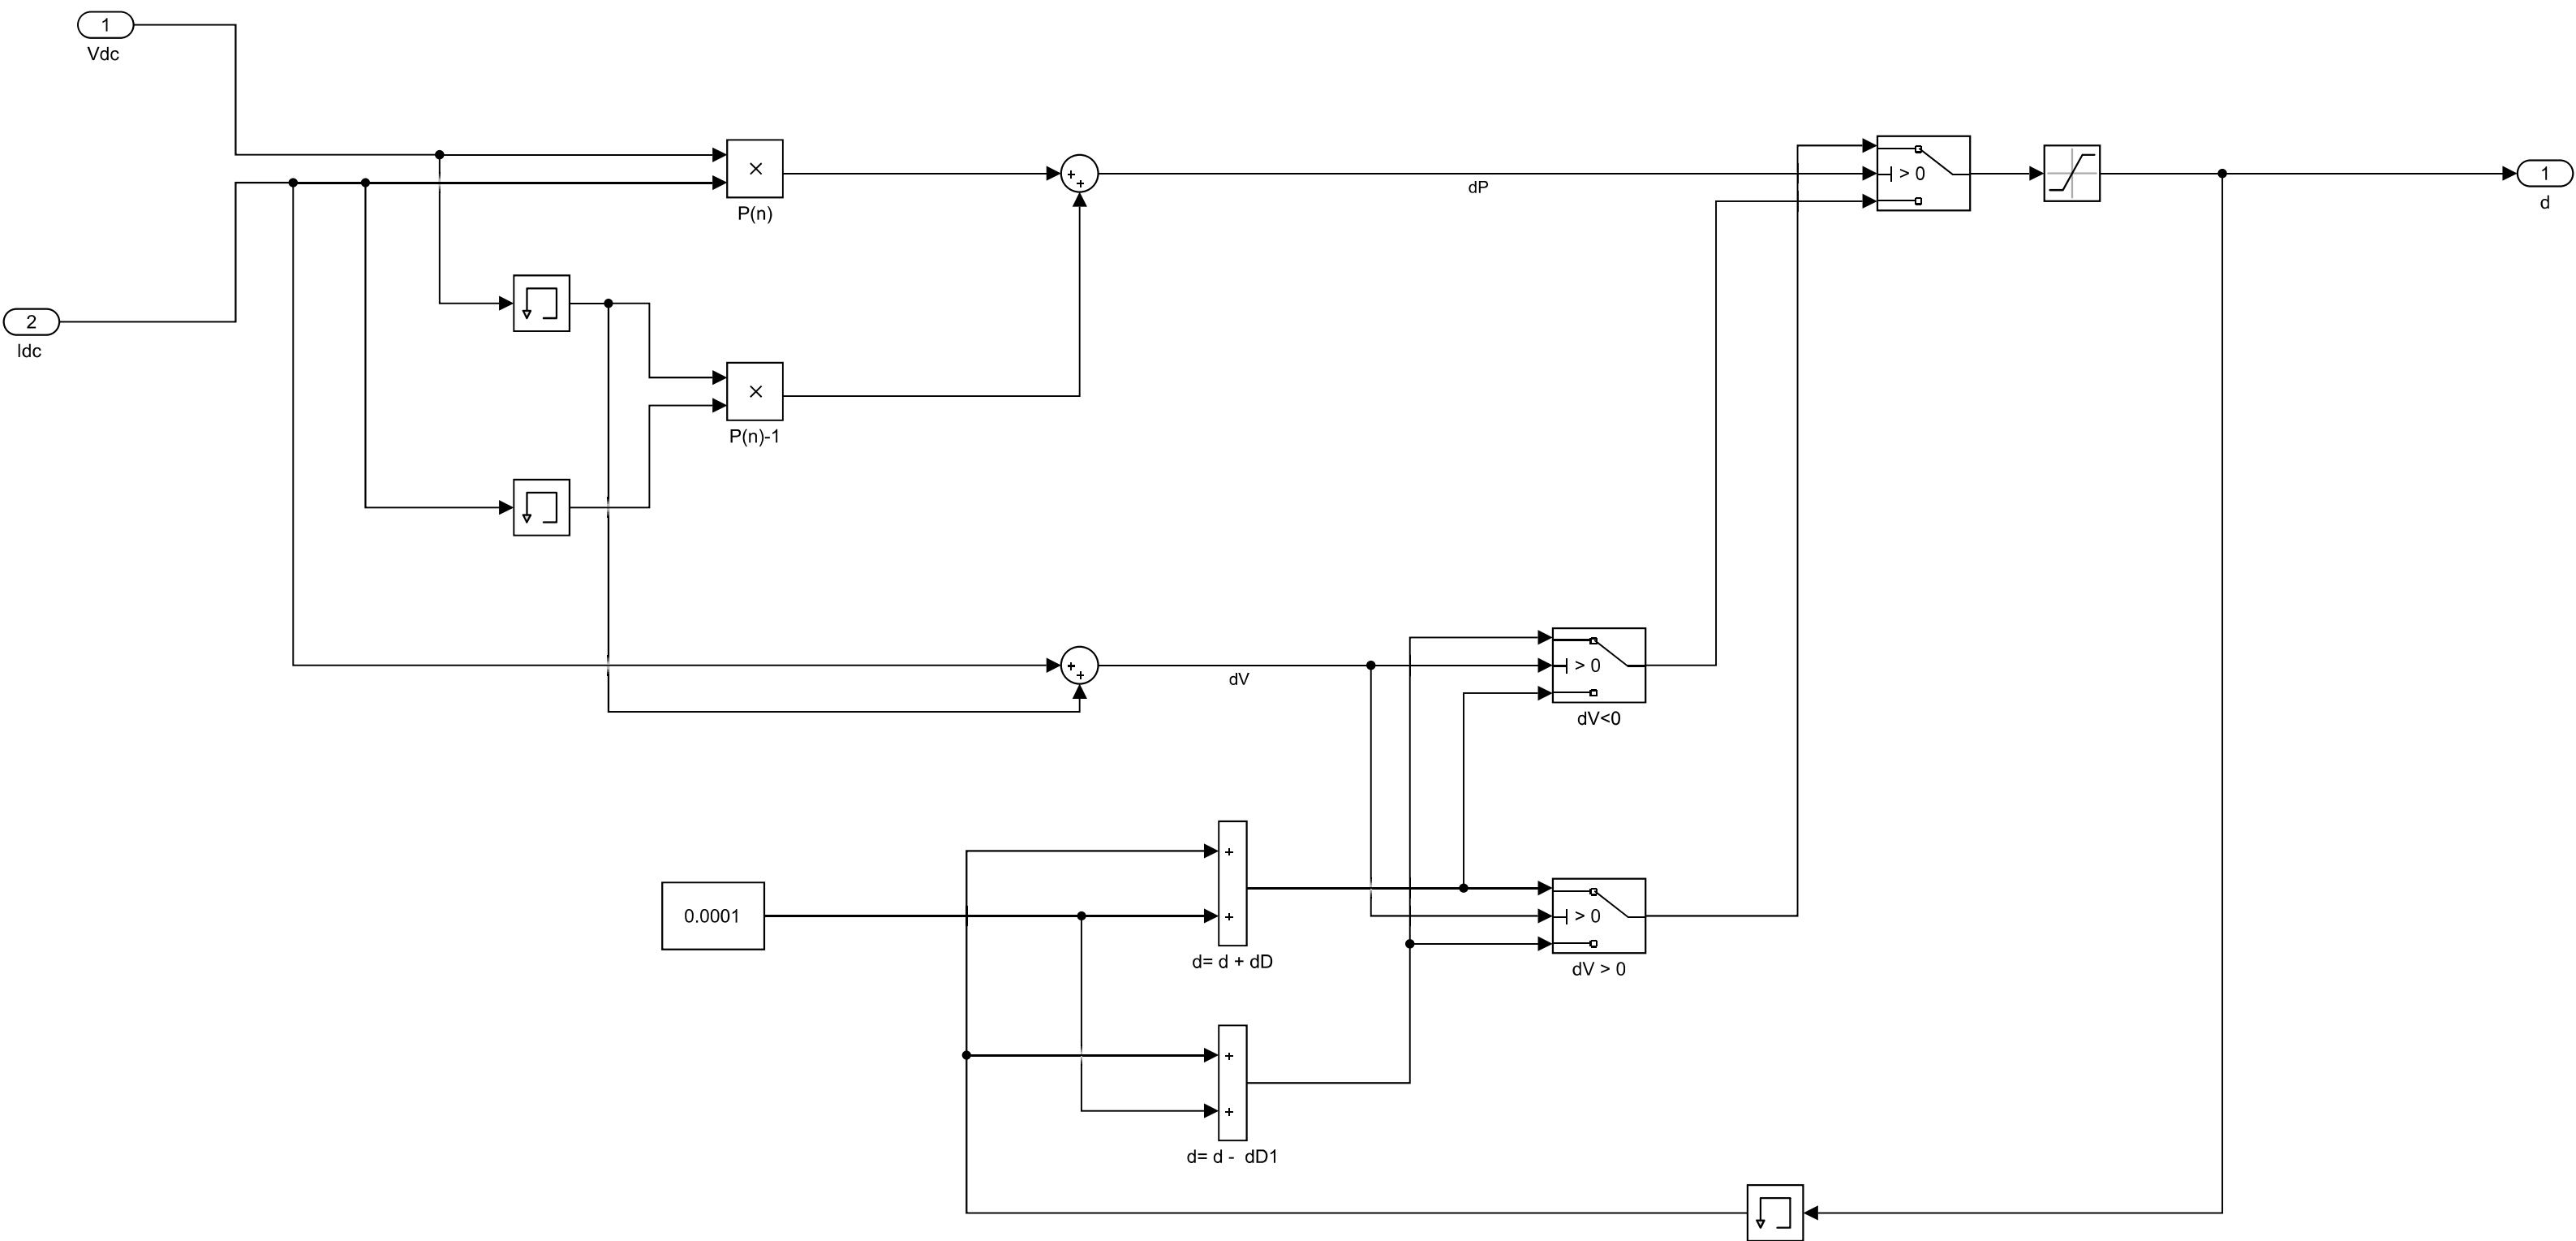 1
Vdc
×
P(n)
+
+
dP
> 0
1
d
2
Idc
×
P(n)-1
+
+
dV
> 0
dV<0
0.0001
+
+
d= d + dD
> 0
dV > 0
+
+
d= d -  dD1